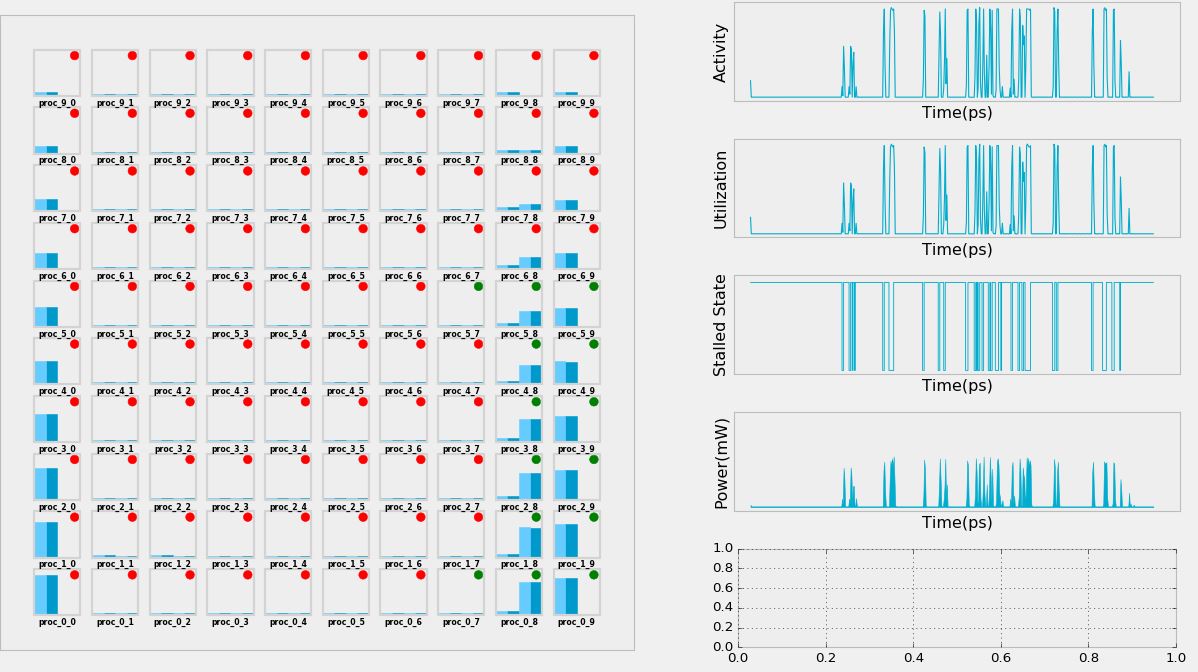 proc_9_0 proc_9_1 proc_9_2 proc_9_3 proc_9_4 proc_9_5 proc_9_6 proc_9_7 proc_9_8 proc_9_9
proc_8_0 proc_8_1 proc_8_2 proc_8_3 proc_8_4 proc_8_5 proc_8_6 proc_8_7 proc_8_8 proc_8_9
proc_7_0 proc_7_1 proc_7_2 proc_7_3 proc_7_4 proc_7_5 proc_7_6 proc_7_7 proc_7_8 proc_7_9
proc_6_0 proc_6_1 proc_6_2 proc_6_3 proc_6_4 proc_6_5 proc_6_6 proc_6_7 proc_6_8 proc_6_9
proc_5_0 proc_5_1 proc_5_2 proc_5_3 proc_5_4 proc_5_5 proc_5_6 proc_5_7 proc_5_8 proc_5_9
proc_4_0 proc_4_1 proc_4_2 proc_4_3 proc_4_4 proc_4_5 proc_4_6 proc_4_7 proc_4_8 proc_4_9
proc_3_0 proc_3_1 proc_3_2 proc_3_3 proc_3_4 proc_3_5 proc_3_6 proc_3_7 proc_3_8 proc_3_9
proc_2_0 proc_2_1 proc_2_2 proc_2_3 proc_2_4 proc_2_5 proc_2_6 proc_2_7 proc_2_8 proc_2_9
proc_1_0 proc_1_1 proc_1_2 proc_1_3 proc_1_4 proc_1_5 proc_1_6 proc_1_7 proc_1_8 proc_1_9
proc_0_0 proc_0_1 proc_0_2 proc_0_3 proc_0_4 proc_0_5 proc_0_6 proc_0_7 proc_0_8 proc_0_9
Activity
Time(ps)
Utilization
Time(ps)
Stalled State
Time(ps)
Power(mW)
Time(ps)
1.0
0.8
0.6
0.4
0.2
0.0
0.0 0.2 0.4 0.6 0.8 1.0